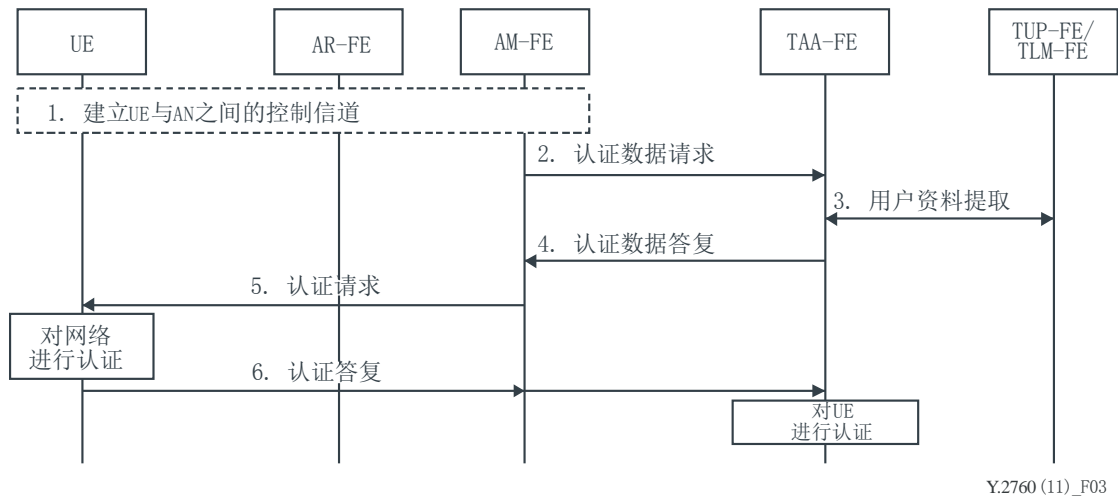 UE
AR-FE
AM-FE
TAA-FE
TUP-FE/
TLM-FE
1. 建立UE与AN之间的控制信道
2. 认证数据请求
3. 用户资料提取
4. 认证数据答复
5. 认证请求
对网络
进行认证
6. 认证答复
对UE
进行认证
Y.2760(11)_F03